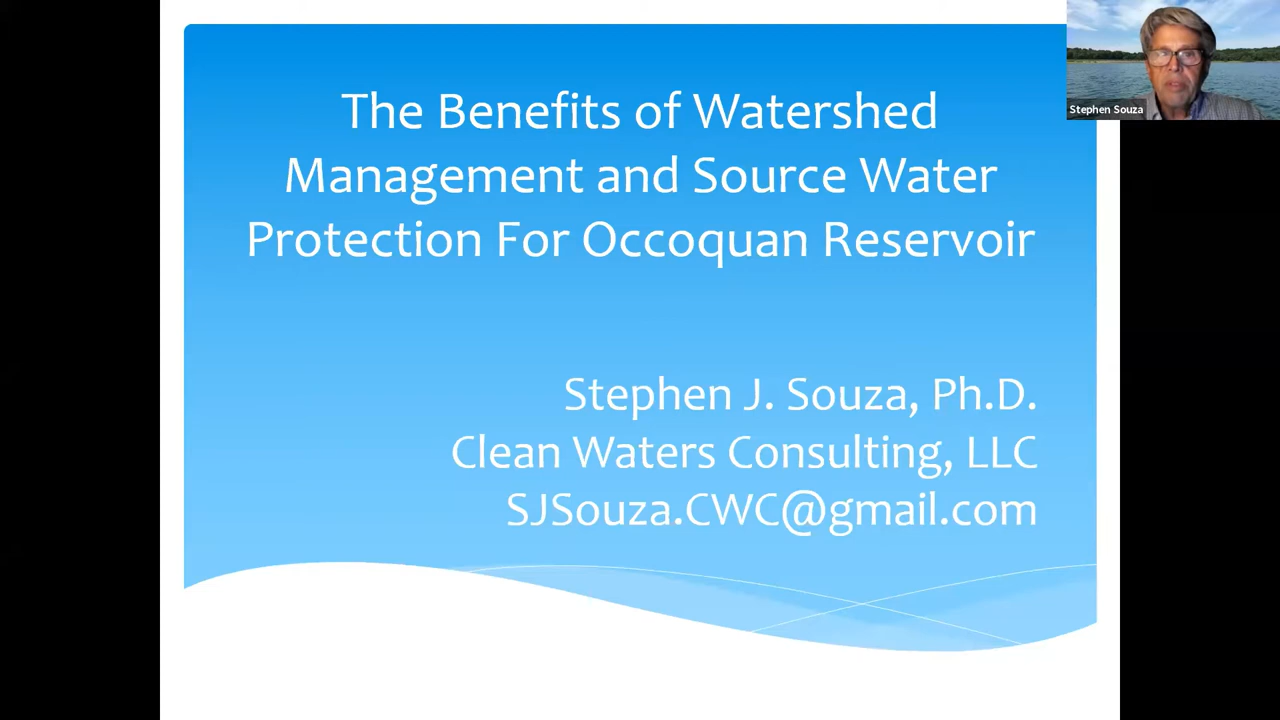 The Benefits of Watershed
Management and Source Water
Protection For Occoquan Reservoir
Stephen J. Souza, Ph.D.
Clean Waters Consulting, LLC
SJSouza.CWC@gmail.com
Stephen Souza